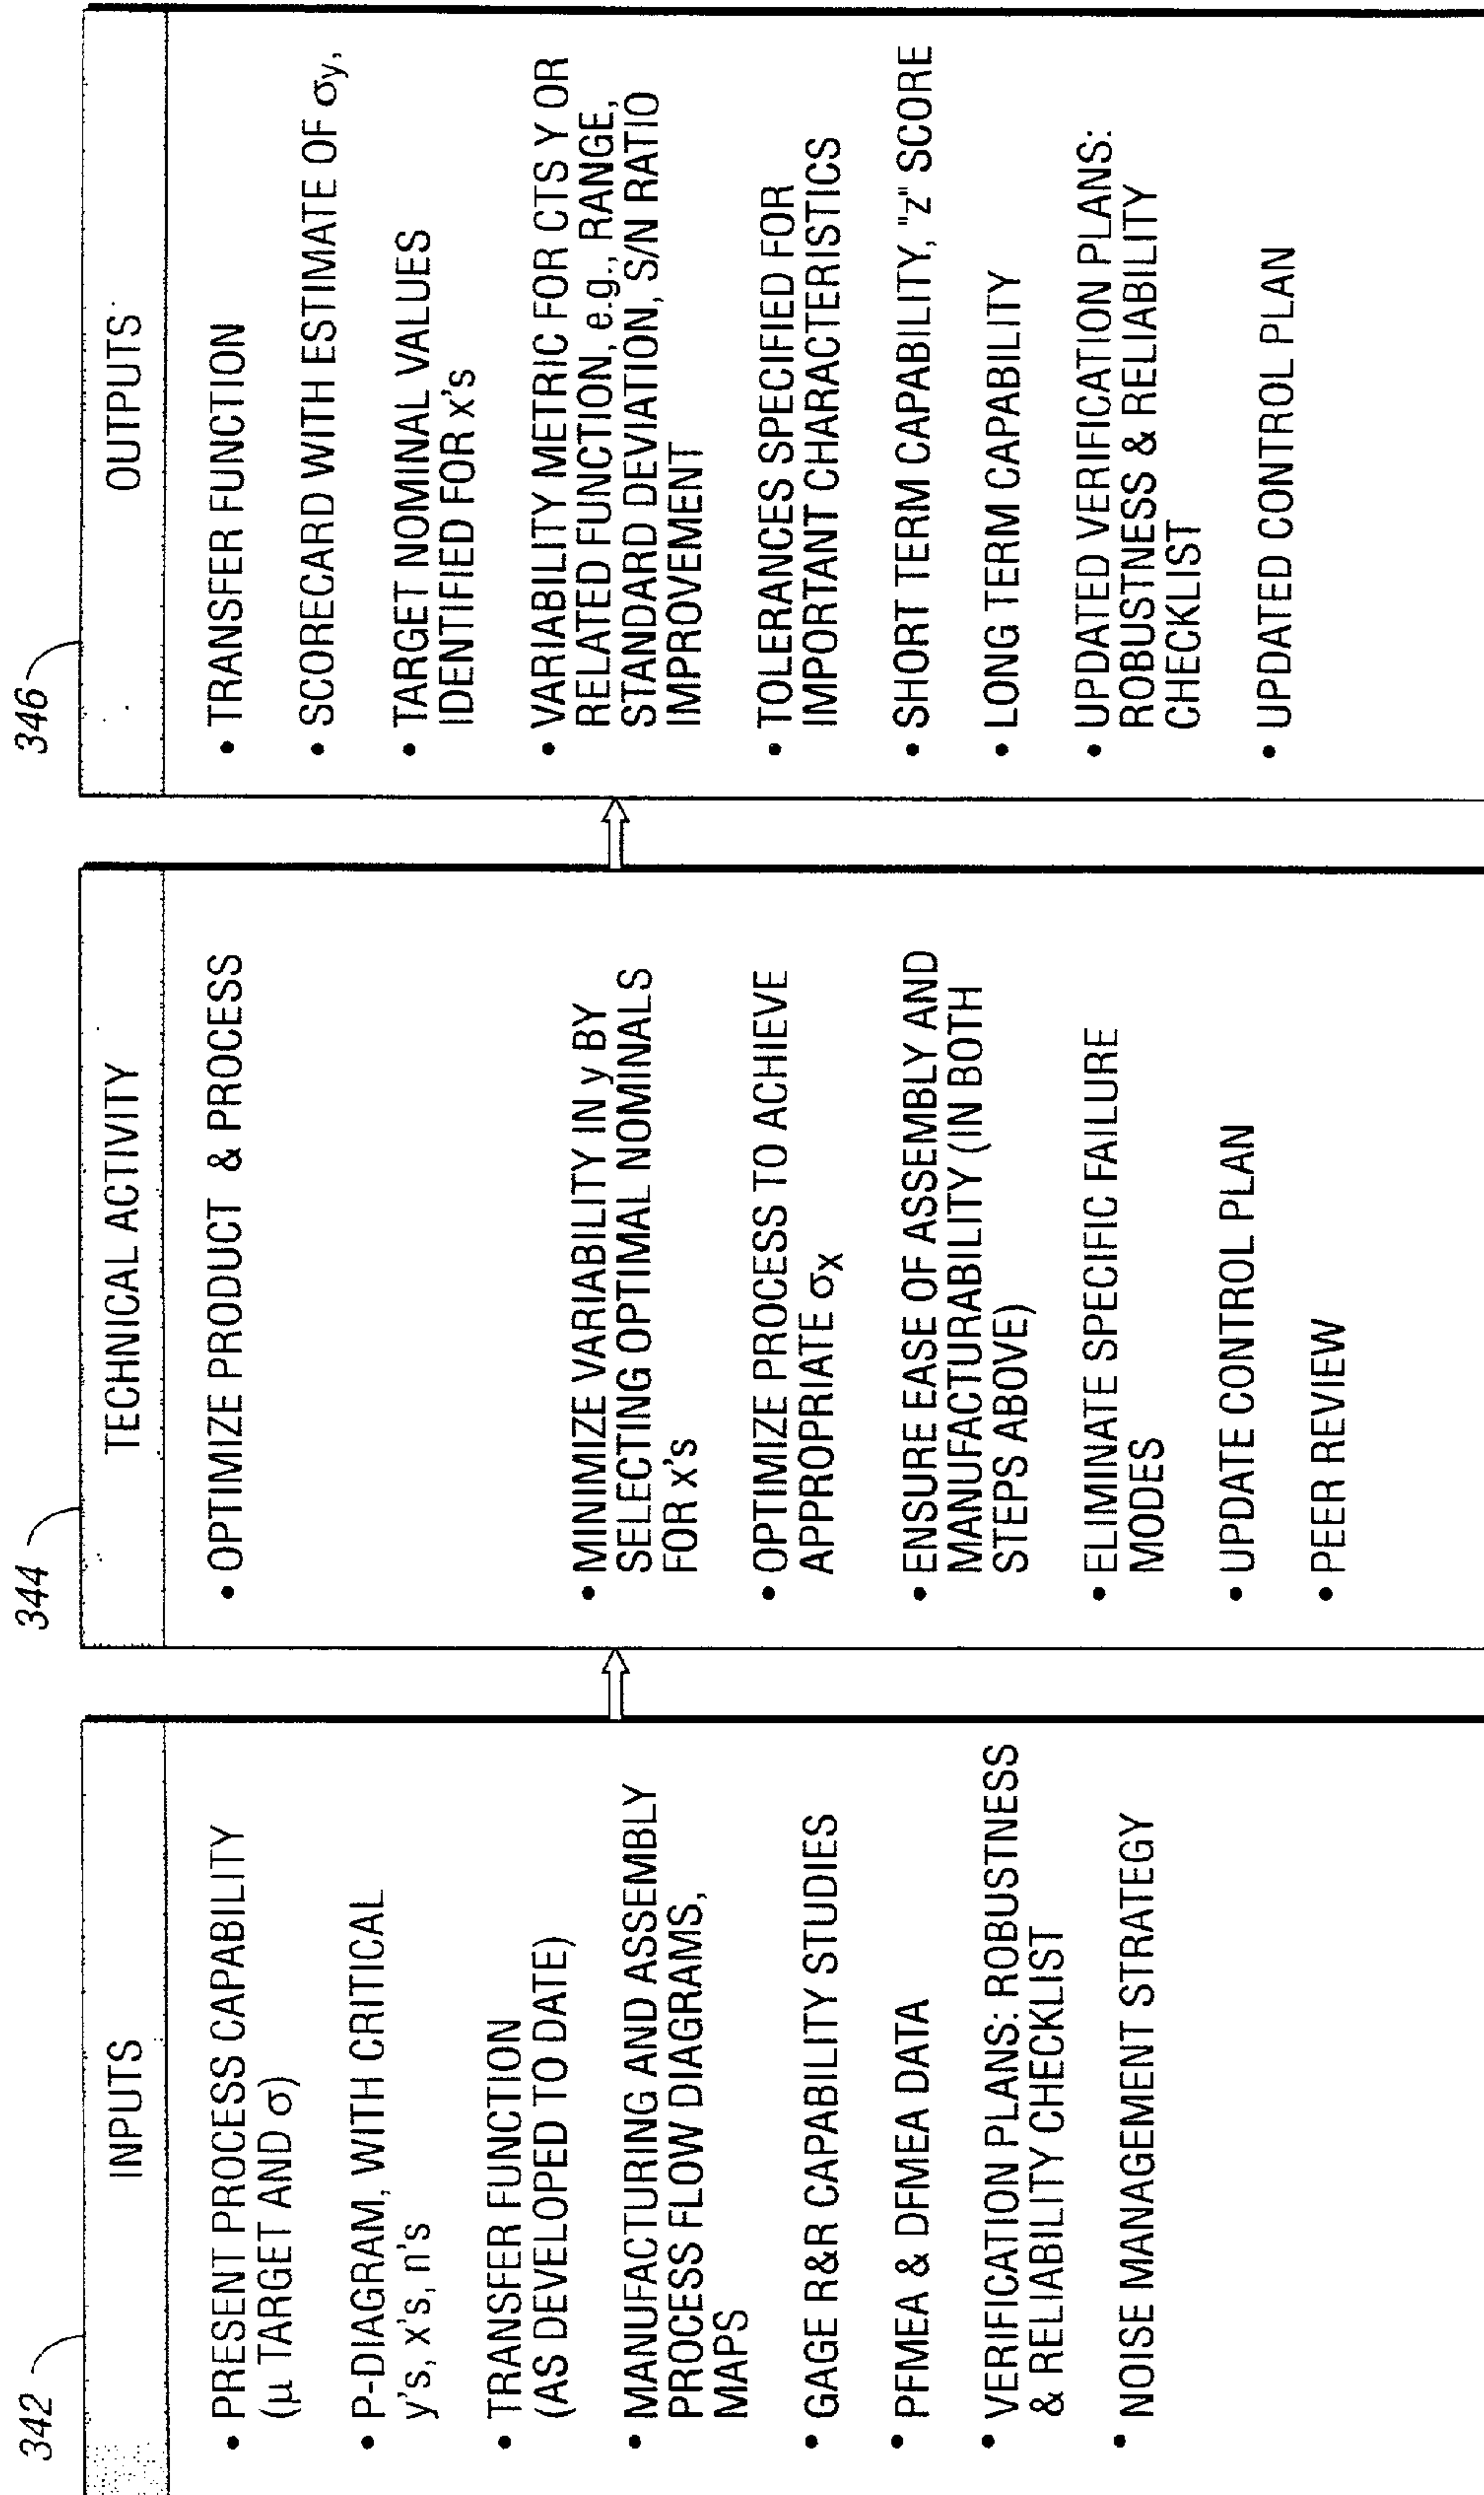 342
INPUTS
• PRESENT PROCESS CAPABILITY
(μ TARGET AND σ)
• P-DIAGRAM, WITH CRITICAL
y's, x's, n's
• TRANSFER FUNCTION
(AS DEVELOPED TO DATE)
• MANUFACTURING AND ASSEMBLY
PROCESS FLOW DIAGRAMS,
MAPS
• GAGE R&R CAPABILITY STUDIES
• PFMEA & DFMEA DATA
• VERIFICATION PLANS: ROBUSTNESS
& RELIABILITY CHECKLIST
• NOISE MANAGEMENT STRATEGY
344
TECHNICAL ACTIVITY
• OPTIMIZE PRODUCT & PROCESS
• MINIMIZE VARIABILITY IN y BY
SELECTING OPTIMAL NOMINALS
FOR x's
• OPTIMIZE PROCESS TO ACHIEVE
APPROPRIATE σx
• ENSURE EASE OF ASSEMBLY AND
MANUFACTURABILITY (IN BOTH
STEPS ABOVE)
• ELIMINATE SPECIFIC FAILURE
MODES
• UPDATE CONTROL PLAN
• PEER REVIEW
346
OUTPUTS
• TRANSFER FUNCTION
• SCORECARD WITH ESTIMATE OF σy,
• TARGET NOMINAL VALUES
IDENTIFIED FOR x's
• VARIABILITY METRIC FOR CTS Y OR
RELATED FUNCTION, e.g., RANGE,
STANDARD DEVIATION, S/N RATIO
IMPROVEMENT
• TOLERANCES SPECIFIED FOR
IMPORTANT CHARACTERISTICS
• SHORT TERM CAPABILITY, "z" SCORE
• LONG TERM CAPABILITY
• UPDATED VERIFICATION PLANS:
ROBUSTNESS & RELIABILITY
CHECKLIST
• UPDATED CONTROL PLAN